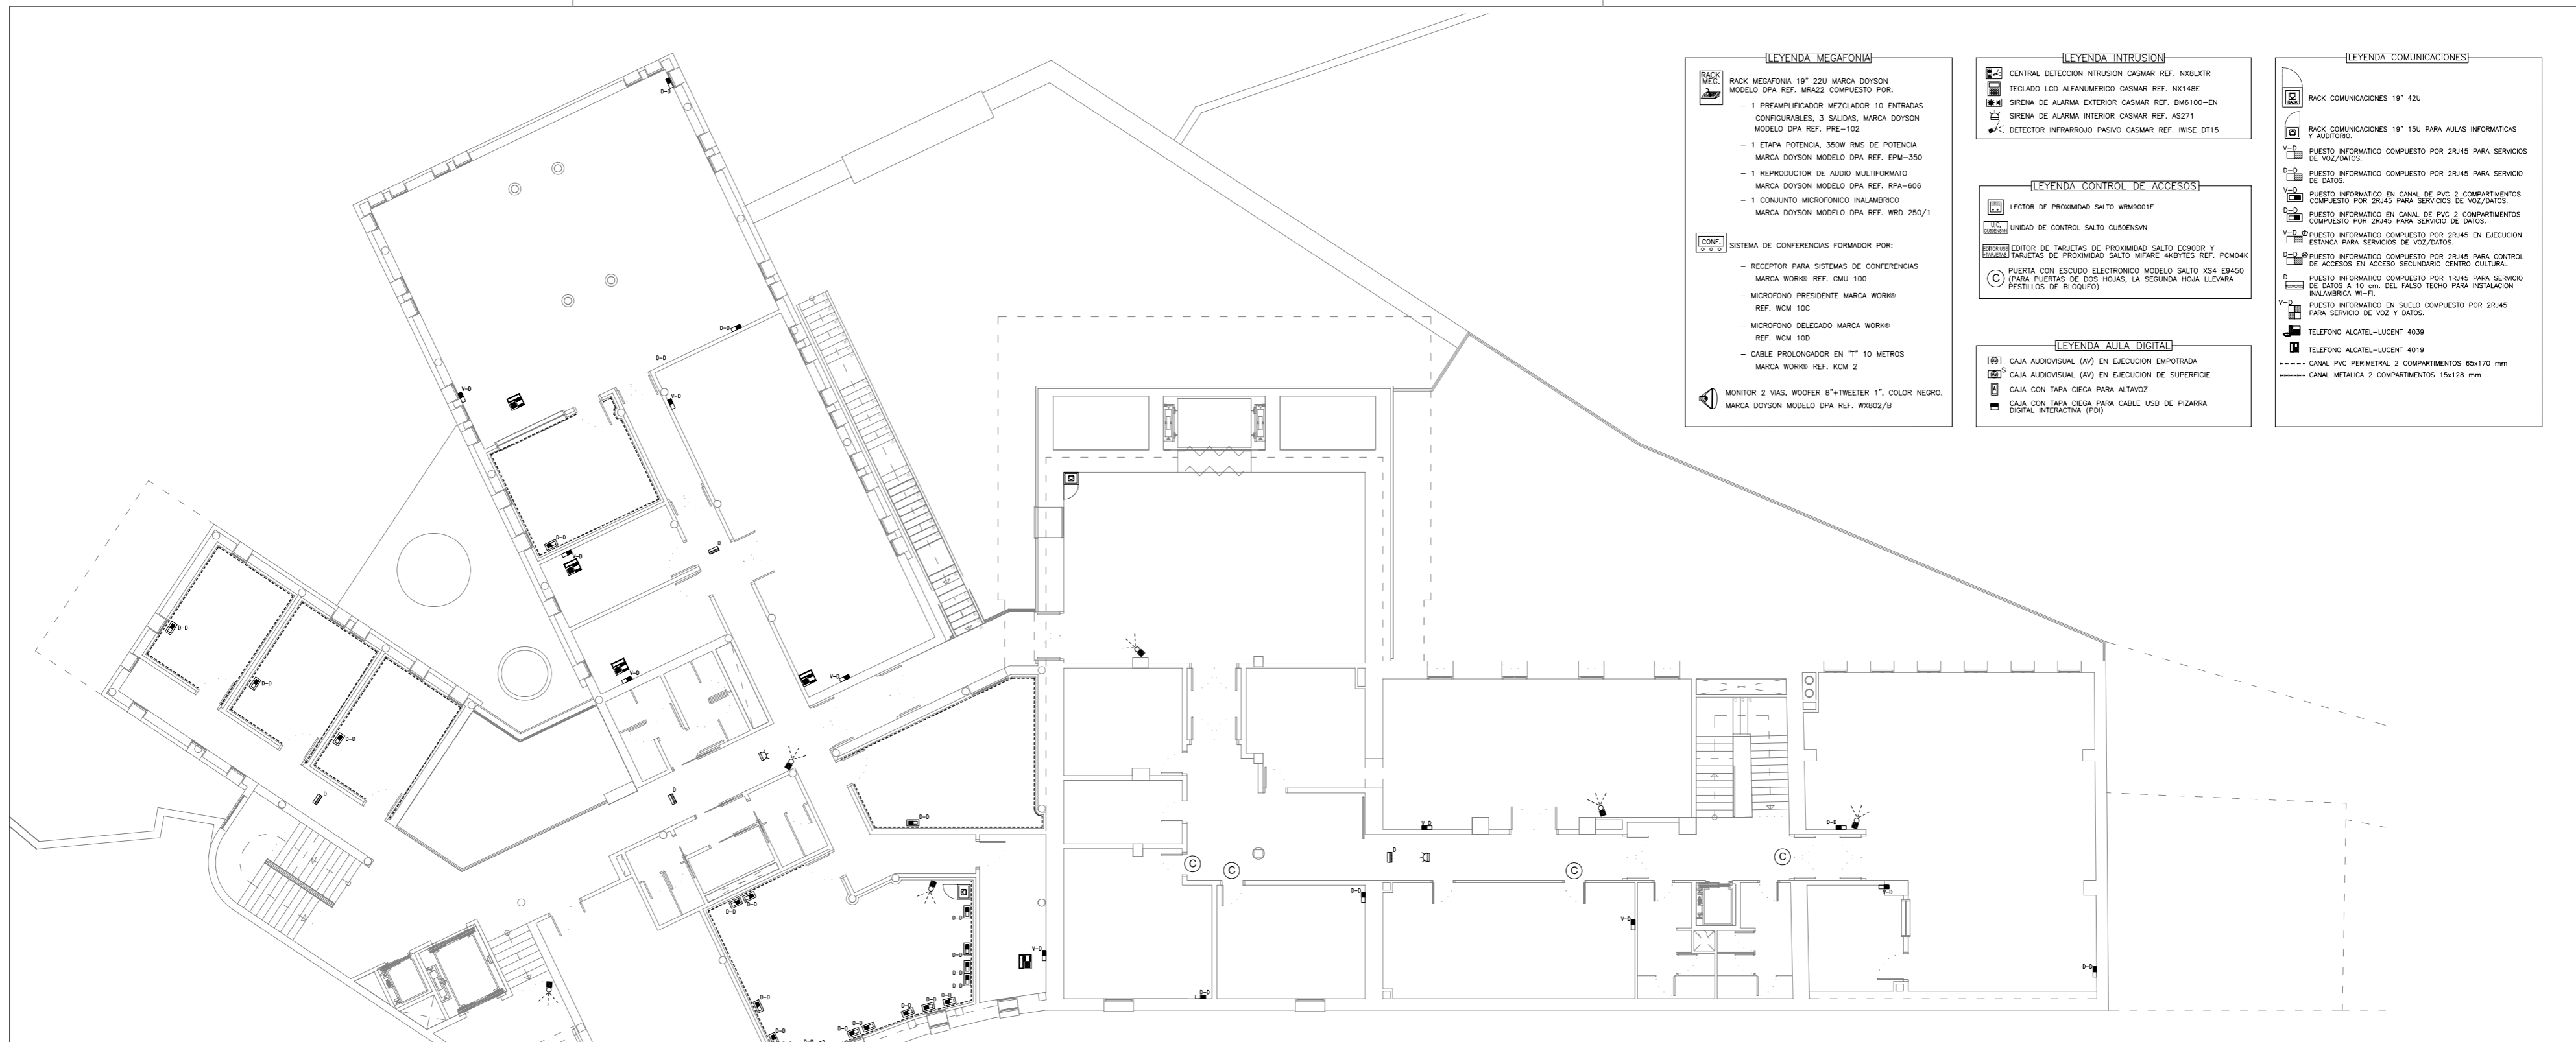 LEYENDA MEGAFONIA
RACK
MEG.
RACK MEGAFONIA 19" 22U MARCA DOYSON
MODELO DPA REF. MRA22 COMPUESTO POR:
– 1 PREAMPLIFICADOR MEZCLADOR 10 ENTRADAS
CONFIGURABLES, 3 SALIDAS, MARCA DOYSON
MODELO DPA REF. PRE-102
– 1 ETAPA POTENCIA, 350W RMS DE POTENCIA
MARCA DOYSON MODELO DPA REF. EPM-350
– 1 REPRODUCTOR DE AUDIO MULTIFORMATO
MARCA DOYSON MODELO DPA REF. RPA-606
– 1 CONJUNTO MICROFONICO INALAMBRICO
MARCA DOYSON MODELO DPA REF. WRD 250/1
CONF.
SISTEMA DE CONFERENCIAS FORMADOR POR:
– RECEPTOR PARA SISTEMAS DE CONFERENCIAS
MARCA WORK® REF. CMU 100
– MICROFONO PRESIDENTE MARCA WORK®
REF. WCM 10C
– MICROFONO DELEGADO MARCA WORK®
REF. WCM 10D
– CABLE PROLONGADOR EN "T" 10 METROS
MARCA WORK® REF. KCM 2
MONITOR 2 VIAS, WOOFER 8"+TWEETER 1", COLOR NEGRO,
MARCA DOYSON MODELO DPA REF. WX802/B
LEYENDA INTRUSION
CENTRAL DETECCION NTRUSION CASMAR REF. NX8LXTR
TECLADO LCD ALFANUMERICO CASMAR REF. NX148E
SIRENA DE ALARMA EXTERIOR CASMAR REF. BM6100-EN
SIRENA DE ALARMA INTERIOR CASMAR REF. AS271
DETECTOR INFRARROJO PASIVO CASMAR REF. IWISE DT15
LEYENDA CONTROL DE ACCESOS
LECTOR DE PROXIMIDAD SALTO WRM9001E
U.C.
CU50ENSVN
UNIDAD DE CONTROL SALTO CU50ENSVN
EDITOR USB
+TARJETAS
EDITOR DE TARJETAS DE PROXIMIDAD SALTO EC90DR Y
TARJETAS DE PROXIMIDAD SALTO MIFARE 4KBYTES REF. PCM04K
C
PUERTA CON ESCUDO ELECTRONICO MODELO SALTO XS4 E9450
(PARA PUERTAS DE DOS HOJAS, LA SEGUNDA HOJA LLEVARA
PESTILLOS DE BLOQUEO)
LEYENDA AULA DIGITAL
CAJA AUDIOVISUAL (AV) EN EJECUCION EMPOTRADA
S
CAJA AUDIOVISUAL (AV) EN EJECUCION DE SUPERFICIE
A
CAJA CON TAPA CIEGA PARA ALTAVOZ
CAJA CON TAPA CIEGA PARA CABLE USB DE PIZARRA
DIGITAL INTERACTIVA (PDI)
LEYENDA COMUNICACIONES
RACK COMUNICACIONES 19" 42U
RACK COMUNICACIONES 19" 15U PARA AULAS INFORMATICAS
Y AUDITORIO.
V-D
PUESTO INFORMATICO COMPUESTO POR 2RJ45 PARA SERVICIOS
DE VOZ/DATOS.
D-D
PUESTO INFORMATICO COMPUESTO POR 2RJ45 PARA SERVICIO
DE DATOS.
V-D
PUESTO INFORMATICO EN CANAL DE PVC 2 COMPARTIMENTOS
COMPUESTO POR 2RJ45 PARA SERVICIOS DE VOZ/DATOS.
D-D
PUESTO INFORMATICO EN CANAL DE PVC 2 COMPARTIMENTOS
COMPUESTO POR 2RJ45 PARA SERVICIO DE DATOS.
V-D
PUESTO INFORMATICO COMPUESTO POR 2RJ45 EN EJECUCION
ESTANCA PARA SERVICIOS DE VOZ/DATOS.
D-D
PUESTO INFORMATICO COMPUESTO POR 2RJ45 PARA CONTROL
DE ACCESOS EN ACCESO SECUNDARIO CENTRO CULTURAL
D
PUESTO INFORMATICO COMPUESTO POR 1RJ45 PARA SERVICIO
DE DATOS A 10 cm. DEL FALSO TECHO PARA INSTALACION
INALAMBRICA WI-FI.
V-D
PUESTO INFORMATICO EN SUELO COMPUESTO POR 2RJ45
PARA SERVICIO DE VOZ Y DATOS.
TELEFONO ALCATEL-LUCENT 4039
TELEFONO ALCATEL-LUCENT 4019
CANAL PVC PERIMETRAL 2 COMPARTIMENTOS 65x170 mm
CANAL METALICA 2 COMPARTIMENTOS 15x128 mm
D-D
D-D
D-D
V-D
V-D
D-D
V-D
D
D-D
V-D
V-D
D-D
D-D
D
D
D-D
V-D
D
D-D
C
C
C
C
D-D
D-D
D-D
D-D
V-D
D-D
V-D
D-D
D-D
D-D
D-D
D-D
D-D
D-D
D-D
D-D
D-D
D-D
D-D